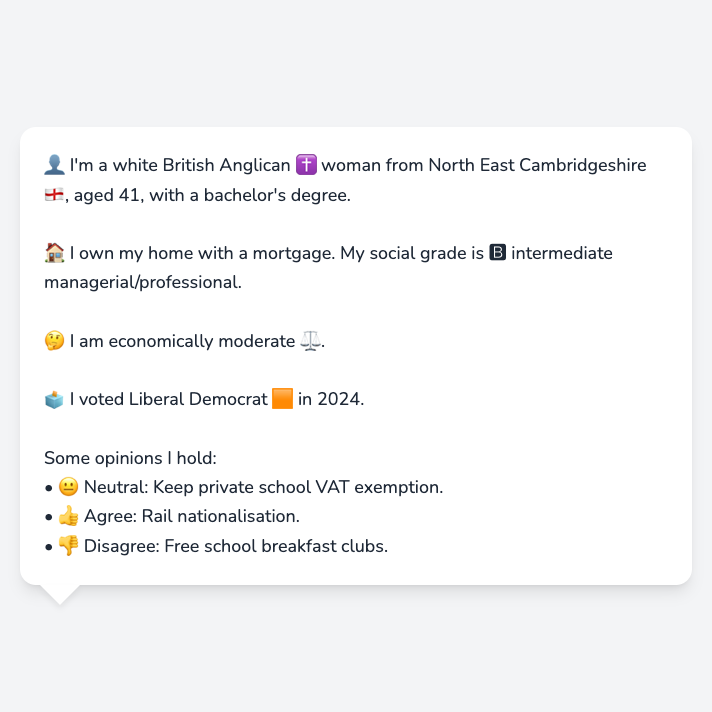 👤 I'm a white British Anglican ✝️ woman from North East Cambridgeshire
🏴󠁧󠁢󠁥󠁮󠁧󠁿, aged 41, with a bachelor's degree.
🏠 I own my home with a mortgage. My social grade is 🅱 intermediate
managerial/professional.
🤔 I am economically moderate ⚖️.
🗳️ I voted Liberal Democrat 🟧 in 2024.
Some opinions I hold:
• 😐 Neutral: Keep private school VAT exemption.
• 👍 Agree: Rail nationalisation.
• 👎 Disagree: Free school breakfast clubs.